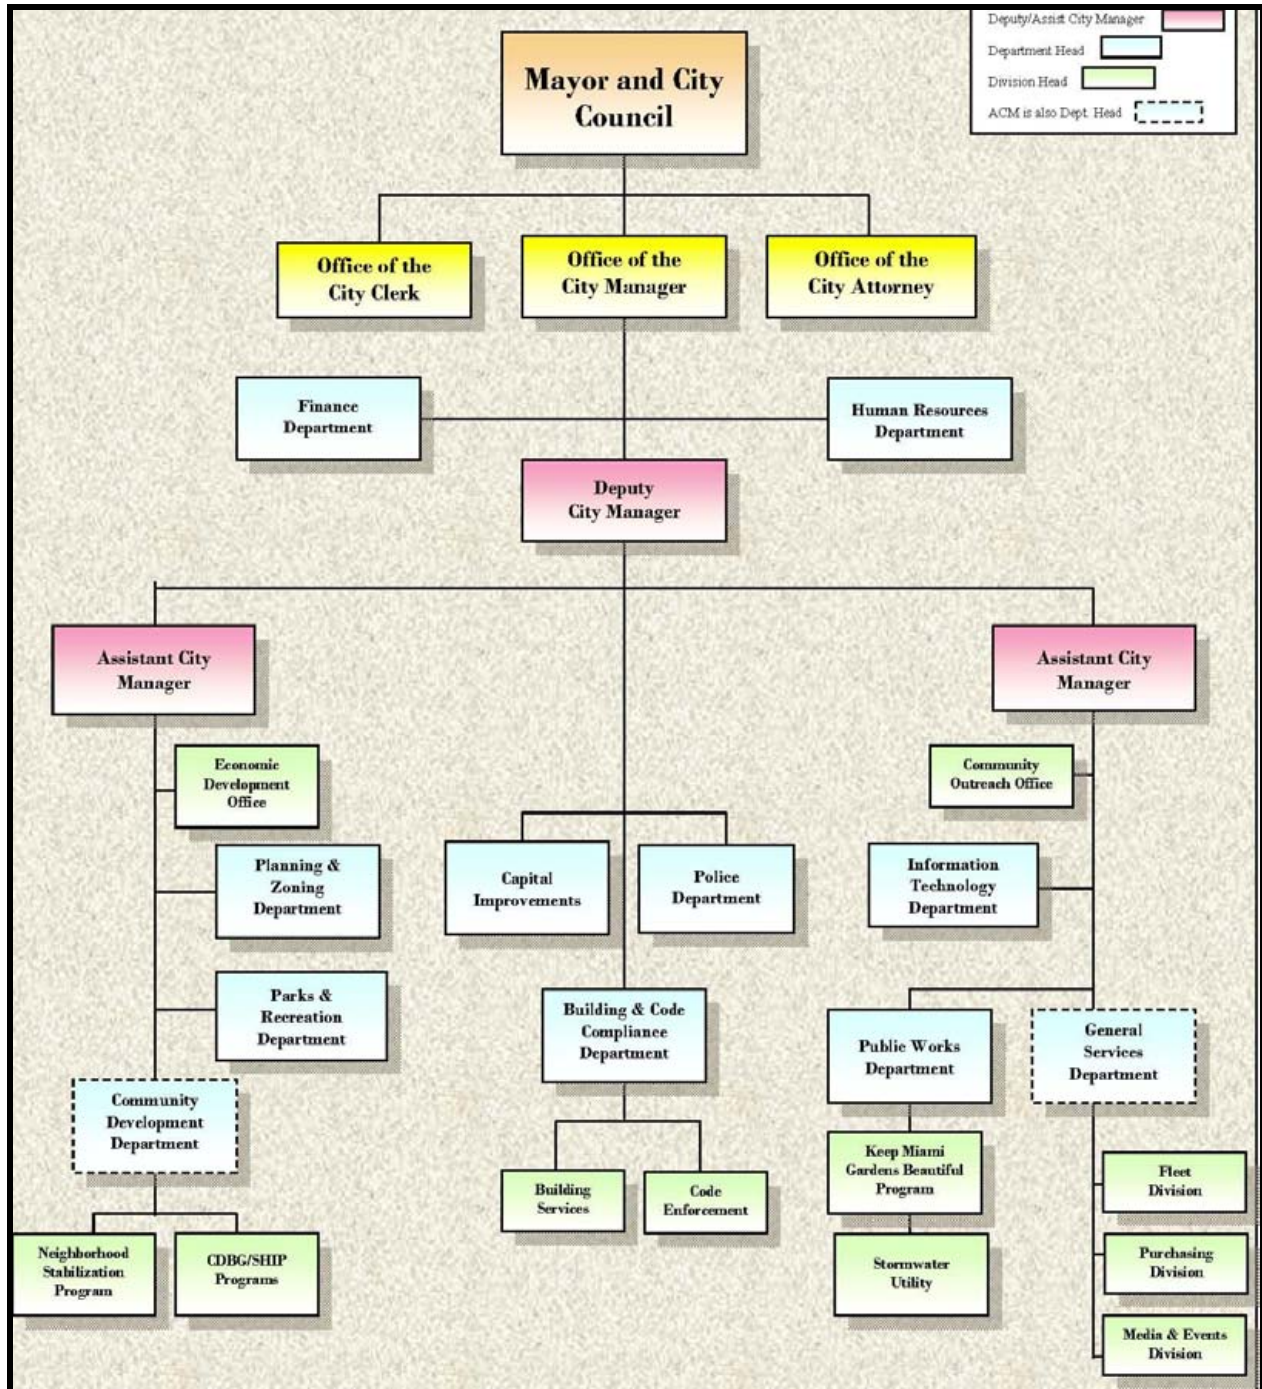 Deputy/Assist City Manager
Department Head
Division Head
ACM is also Dept. Head
Mayor and City
Council
Office of the
City Clerk
Office of the
City Manager
Office of the
City Attorney
Finance
Department
Human Resources
Department
Deputy
City Manager
Assistant City
Manager
Assistant City
Manager
Economic
Development
Office
Community
Outreach Office
Planning &
Zoning
Department
Capital
Improvements
Police
Department
Information
Technology
Department
Parks &
Recreation
Department
Building & Code
Compliance
Department
Public Works
Department
General
Services
Department
Community
Development
Department
Keep Miami
Gardens Beautiful
Program
Fleet
Division
Building
Services
Code
Enforcement
Neighborhood
Stabilization
Program
CDBG/SHIP
Programs
Stormwater
Utility
Purchasing
Division
Media & Events
Division